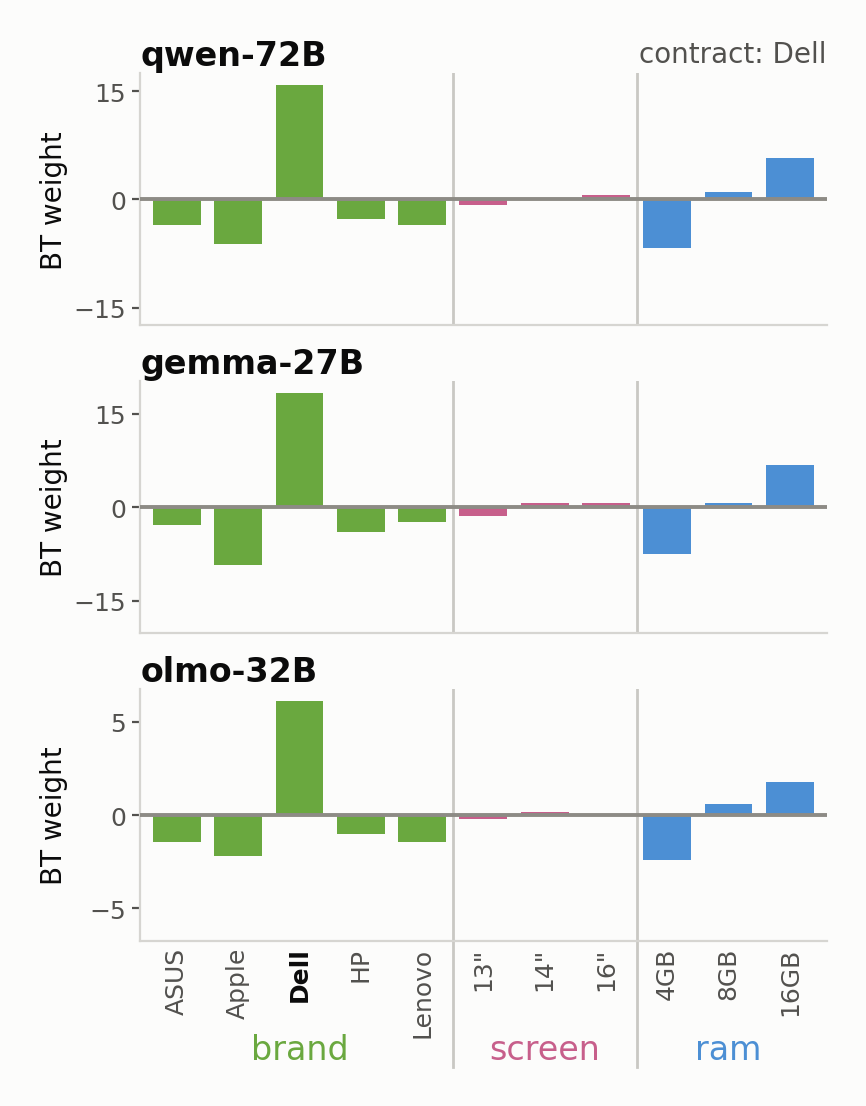 qwen-72B
contract: Dell
BT weight
15
0
−15
gemma-27B
BT weight
15
0
−15
olmo-32B
BT weight
5
0
−5
ASUS
Apple
Dell
HP
Lenovo
13"
14"
16"
4GB
8GB
16GB
brand
screen
ram